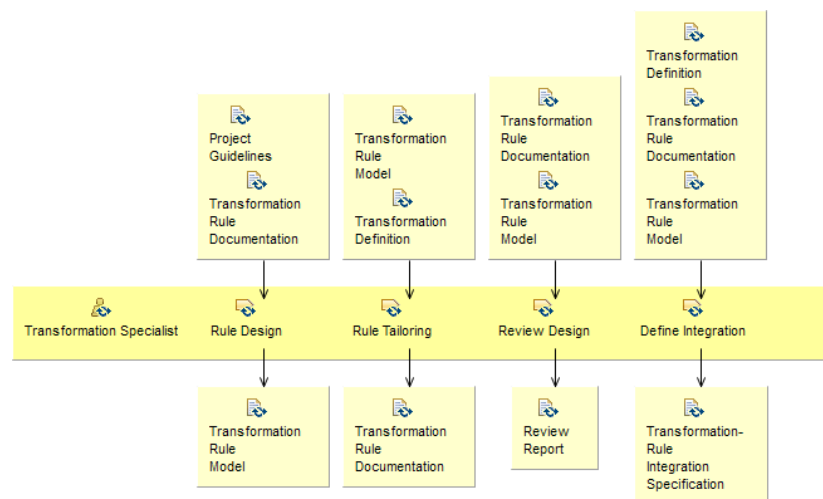 Project
Guidelines
Transformation
Rule
Documentation
Transformation
Rule
Model
Transformation
Definition
Transformation
Rule
Documentation
Transformation
Rule
Model
Transformation
Definition
Transformation
Rule
Documentation
Transformation
Rule
Model
Transformation Specialist
Rule Design
Rule Tailoring
Review Design
Define Integration
Transformation
Rule
Model
Transformation
Rule
Documentation
Review
Report
Transformation-
Rule
Integration
Specification